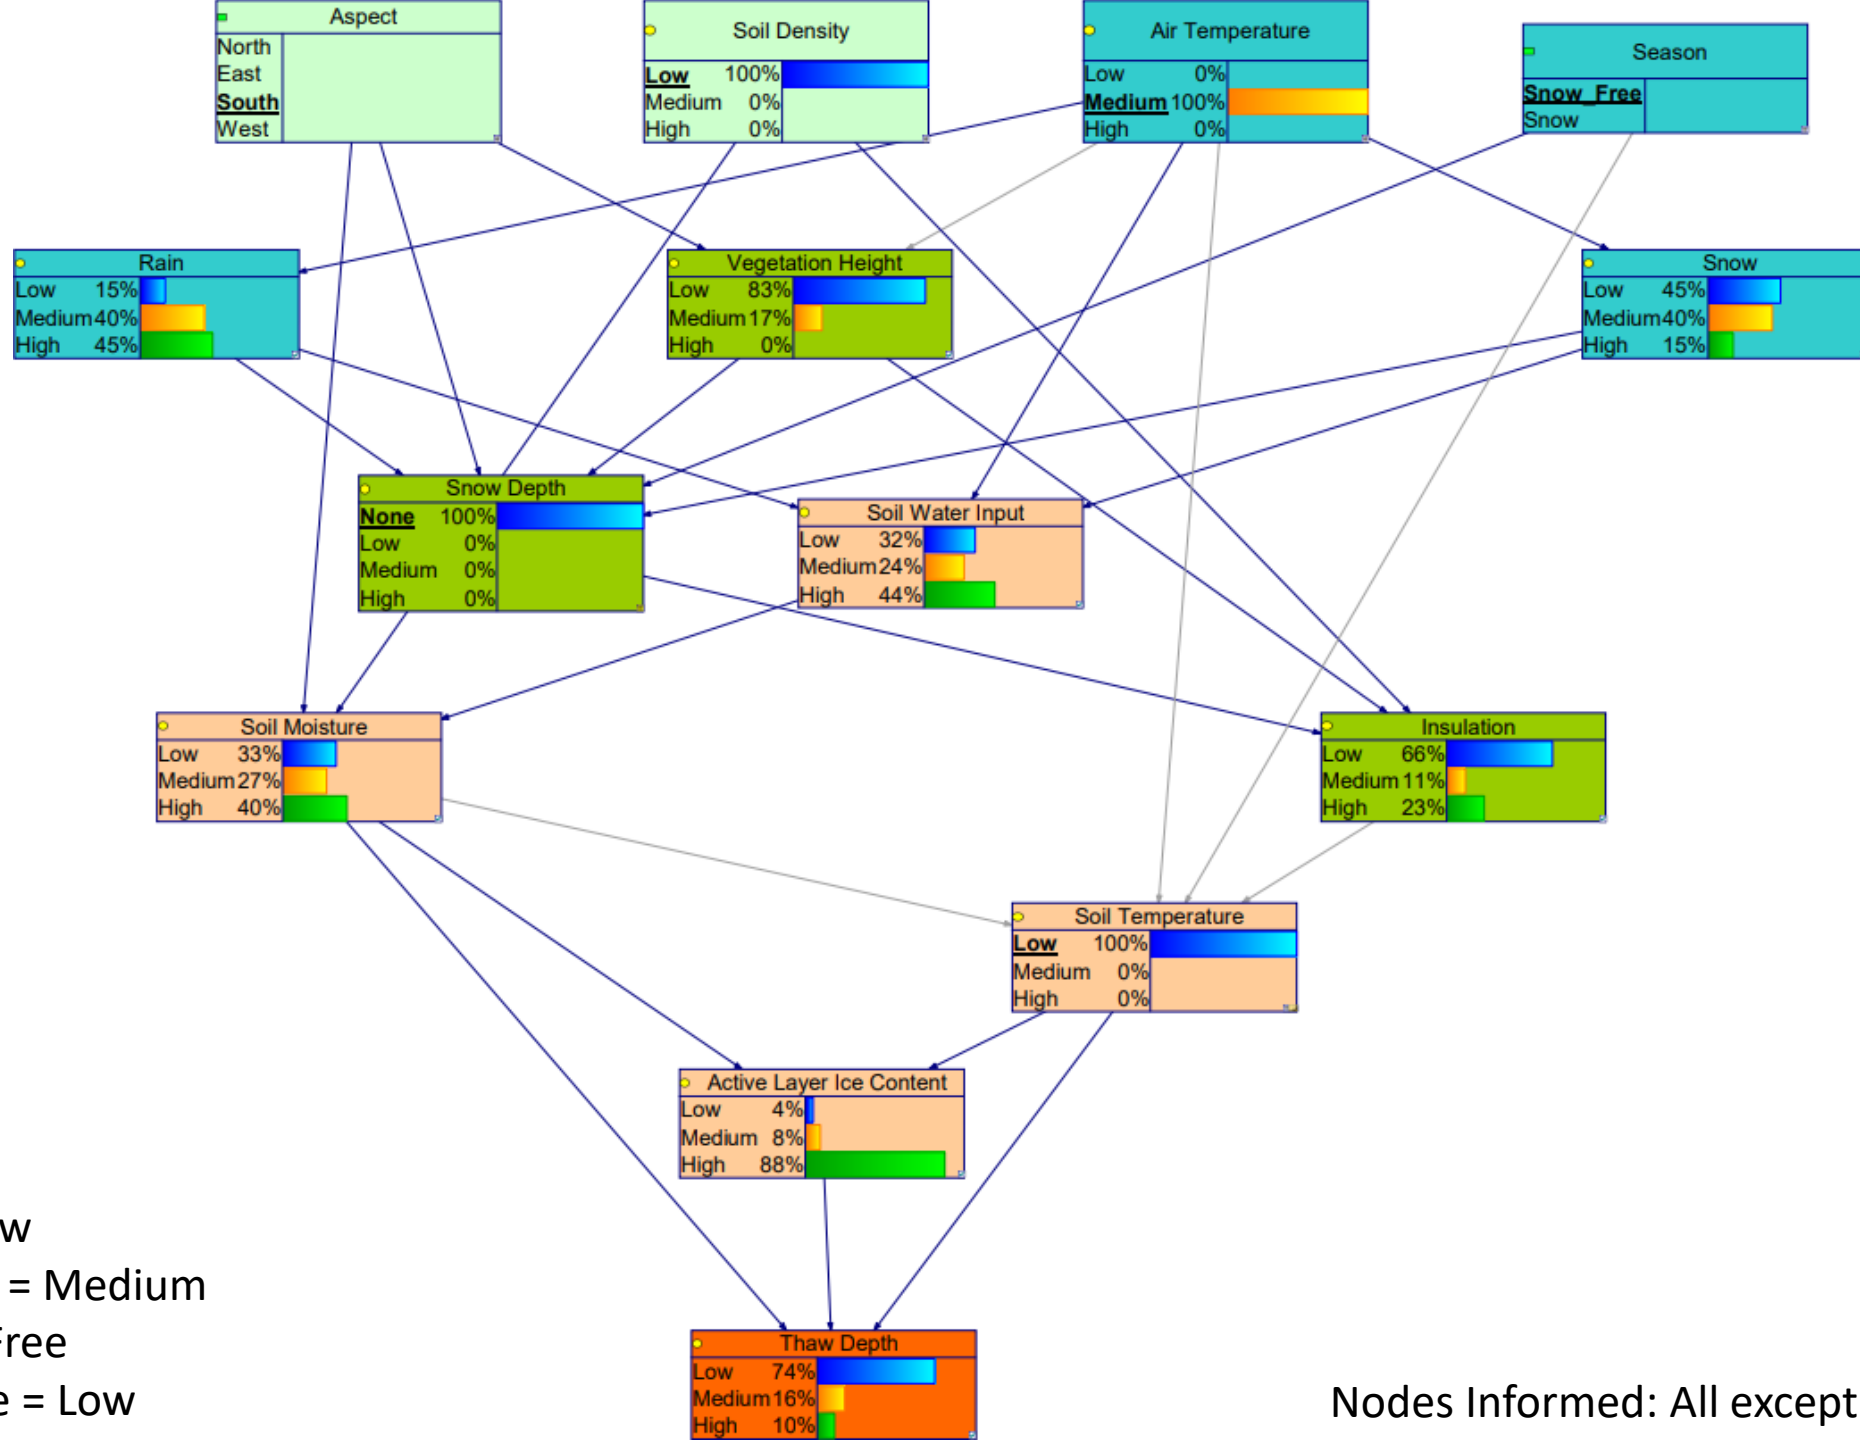 Aspect
North
East
South
West
Soil Density
Low 100%
Medium 0%
High 0%
Air Temperature
Low 0%
Medium 100%
High 0%
Season
Snow_Free
Snow
Rain
Low 15%
Medium 40%
High 45%
Vegetation Height
Low 83%
Medium 17%
High 0%
Snow
Low 45%
Medium 40%
High 15%
Snow Depth
None 100%
Low 0%
Medium 0%
High 0%
Soil Water Input
Low 32%
Medium 24%
High 44%
Soil Moisture
Low 33%
Medium 27%
High 40%
Insulation
Low 66%
Medium 11%
High 23%
Soil Temperature
Low 100%
Medium 0%
High 0%
Active Layer Ice Content
Low 4%
Medium 8%
High 88%
Thaw Depth
Low 74%
Medium 16%
High 10%
w
= Medium
Free
e = Low
Nodes Informed: All except